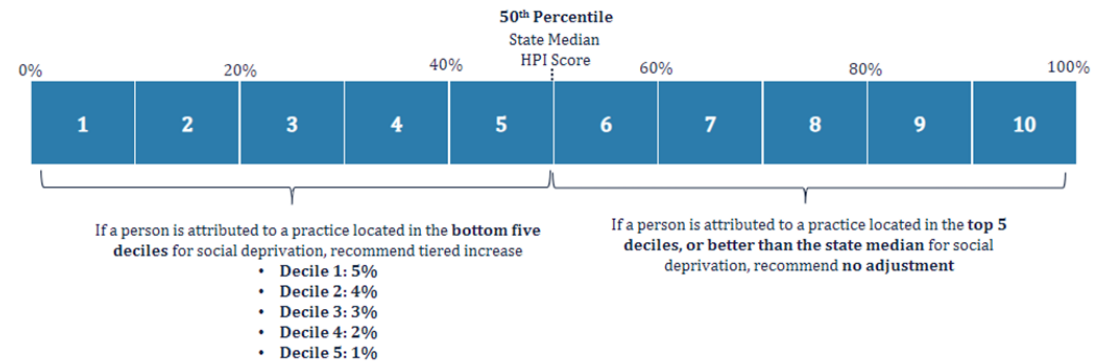 50th Percentile
State Median
HPI Score
0%
20%
40%
60%
80%
100%
1
2
3
4
5
6
7
8
9
10
If a person is attributed to a practice located in the bottom five
deciles for social deprivation, recommend tiered increase
• Decile 1: 5%
• Decile 2: 4%
• Decile 3: 3%
• Decile 4: 2%
• Decile 5: 1%
If a person is attributed to a practice located in the top 5
deciles, or better than the state median for social
deprivation, recommend no adjustment